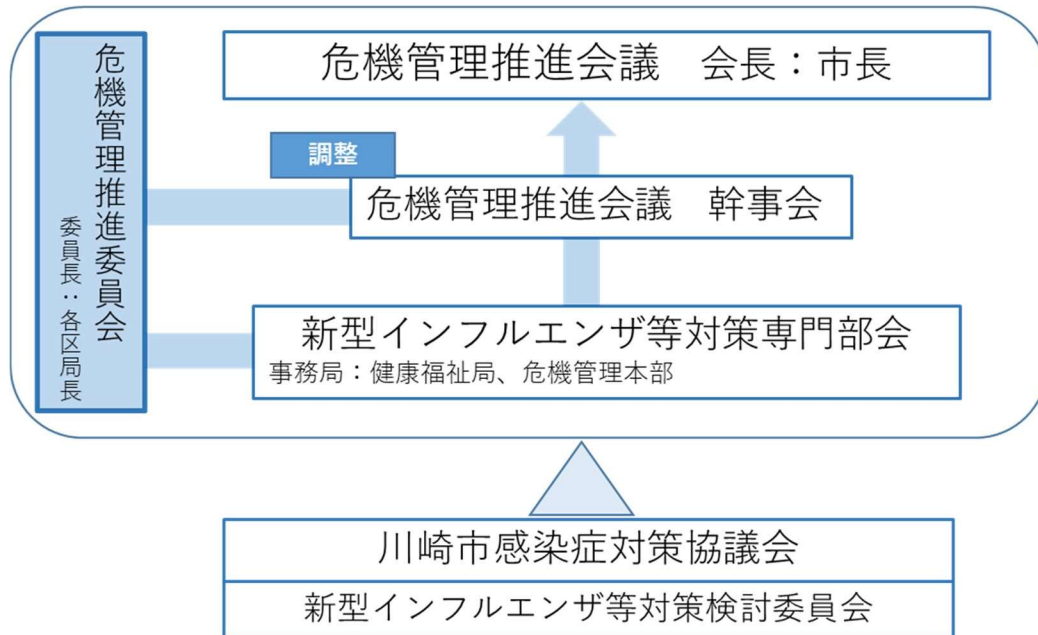 危機管理推進会議　会長：市長
調整
危機管理推進会議　幹事会
危機管理推進委員会
委員長：各区局長
新型インフルエンザ等対策専門部会
事務局：健康福祉局、危機管理本部
川崎市感染症対策協議会
新型インフルエンザ等対策検討委員会